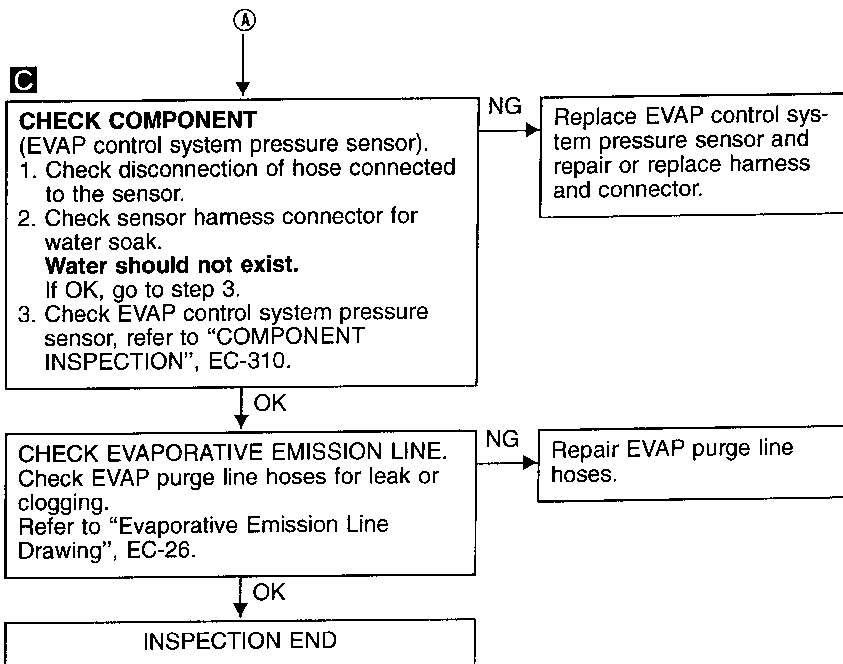 A
C
CHECK COMPONENT
(EVAP control system pressure sensor).
1. Check disconnection of hose connected
to the sensor.
2. Check sensor harness connector for
water soak.
Water should not exist.
If OK, go to step 3.
3. Check EVAP control system pressure
sensor, refer to “COMPONENT
INSPECTION”, EC-310.
NG
Replace EVAP control sys-
tem pressure sensor and
repair or replace harness
and connector.
OK
CHECK EVAPORATIVE EMISSION LINE.
Check EVAP purge line hoses for leak or
clogging.
Refer to “Evaporative Emission Line
Drawing”, EC-26.
NG
Repair EVAP purge line
hoses.
OK
INSPECTION END